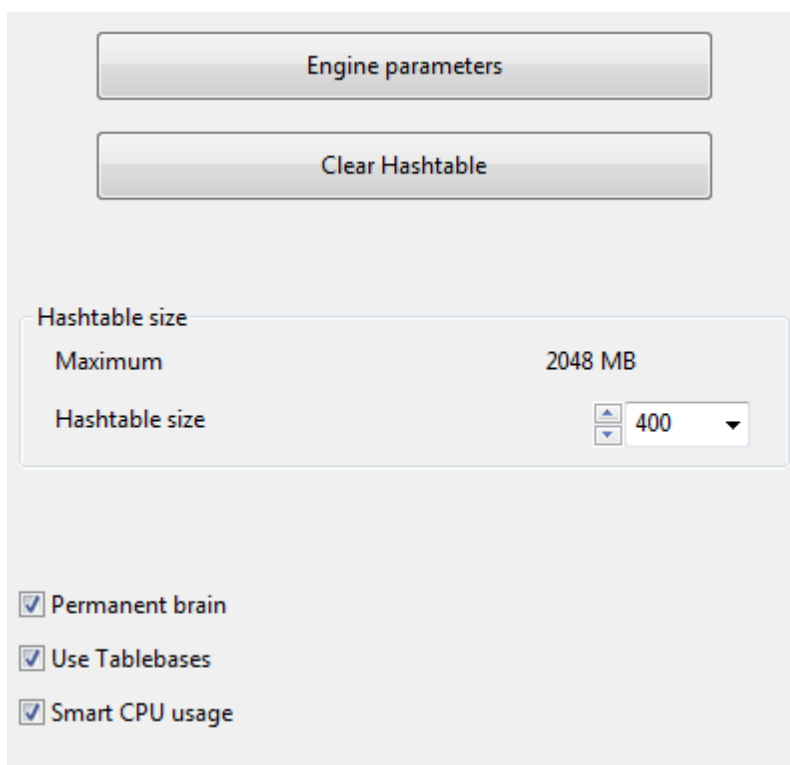 Engine parameters
Clear Hashtable
Hashtable size
Maximum 2048 MB
Hashtable size 400
Permanent brain
Use Tablebases
Smart CPU usage